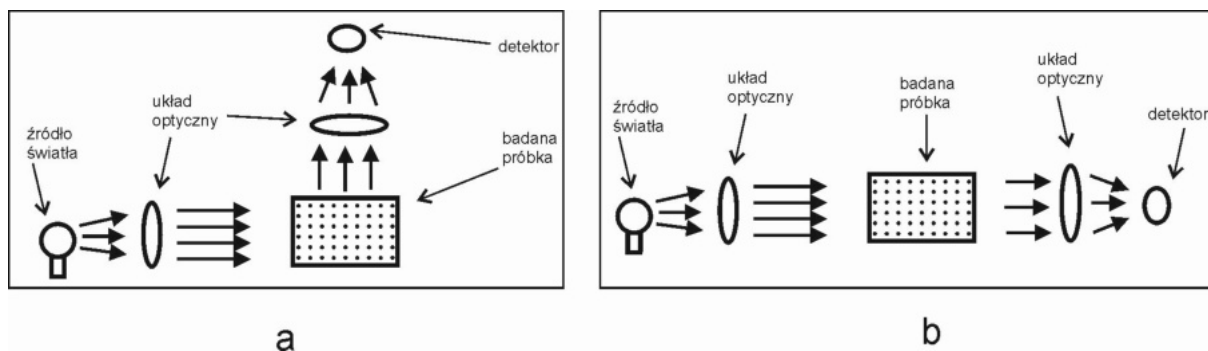 detektor
układ
optyczny
źródło
światła
badana
próbka
a
układ
optyczny
badana
próbka
układ
optyczny
źródło
światła
detektor
b